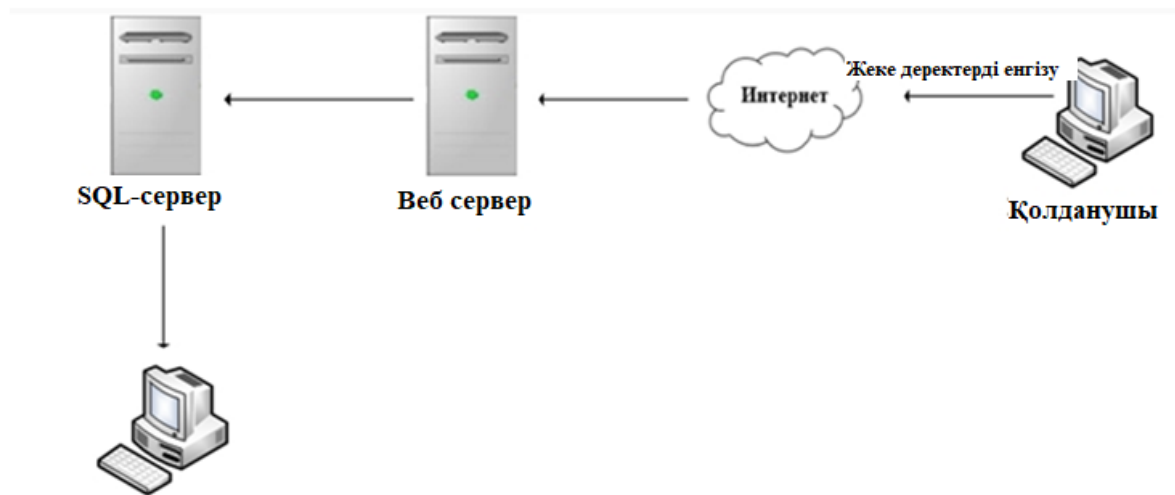 Жеке деректерді енгізу
Интернет
SQL-сервер
Веб сервер
Қолданушы